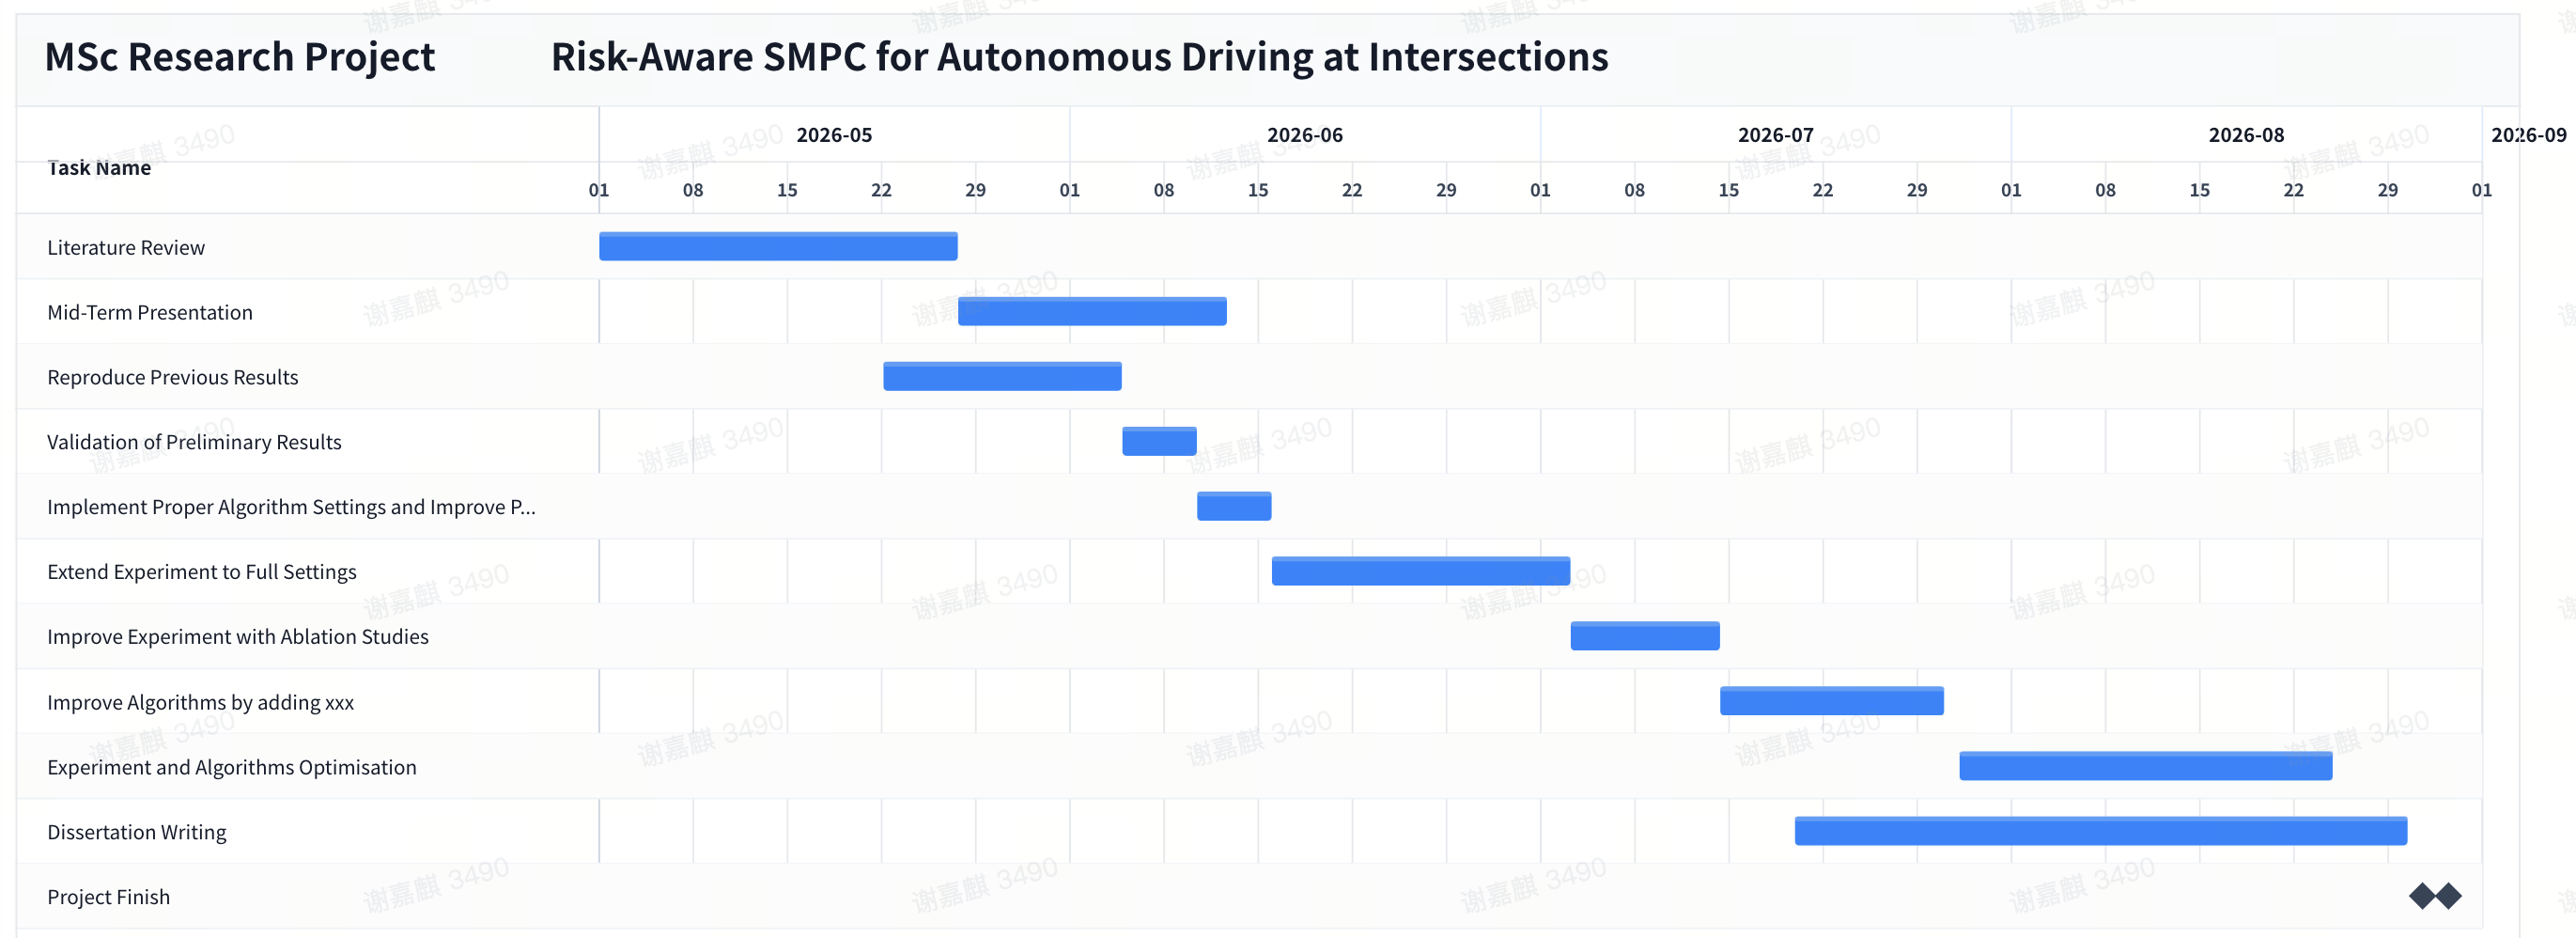 MSc Research Project Risk-Aware SMPC for Autonomous Driving at Intersections
2026-05 2026-06 2026-07 2026-08 2026-09
Task Name
01 08 15 22 29 01 08 15 22 29 01 08 15 22 29 01 08 15 22 29 01
Literature Review
Mid-Term Presentation
Reproduce Previous Results
Validation of Preliminary Results
Implement Proper Algorithm Settings and Improve P...
Extend Experiment to Full Settings
Improve Experiment with Ablation Studies
Improve Algorithms by adding xxx
Experiment and Algorithms Optimisation
Dissertation Writing
Project Finish
谢嘉麒 3490